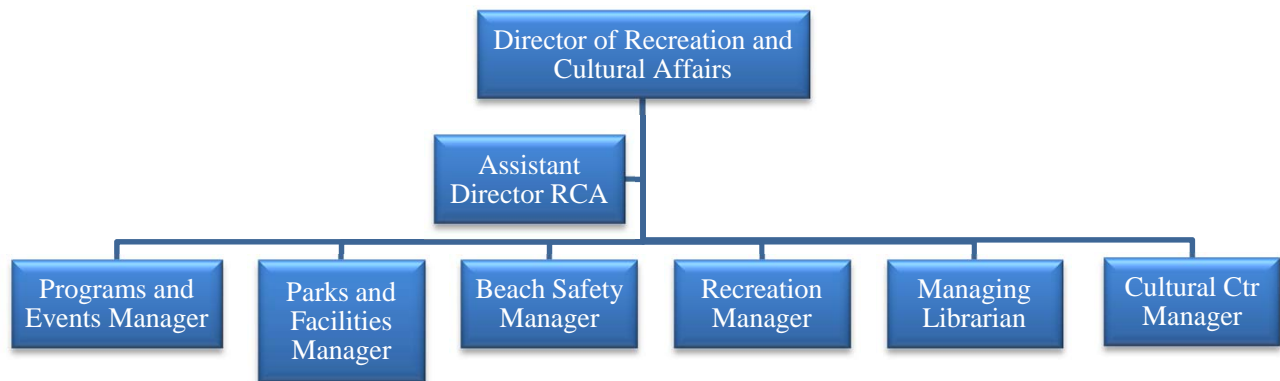 Director of Recreation and
Cultural Affairs
Assistant
Director RCA
Programs and
Events Manager
Parks and
Facilities
Manager
Beach Safety
Manager
Recreation
Manager
Managing
Librarian
Cultural Ctr
Manager